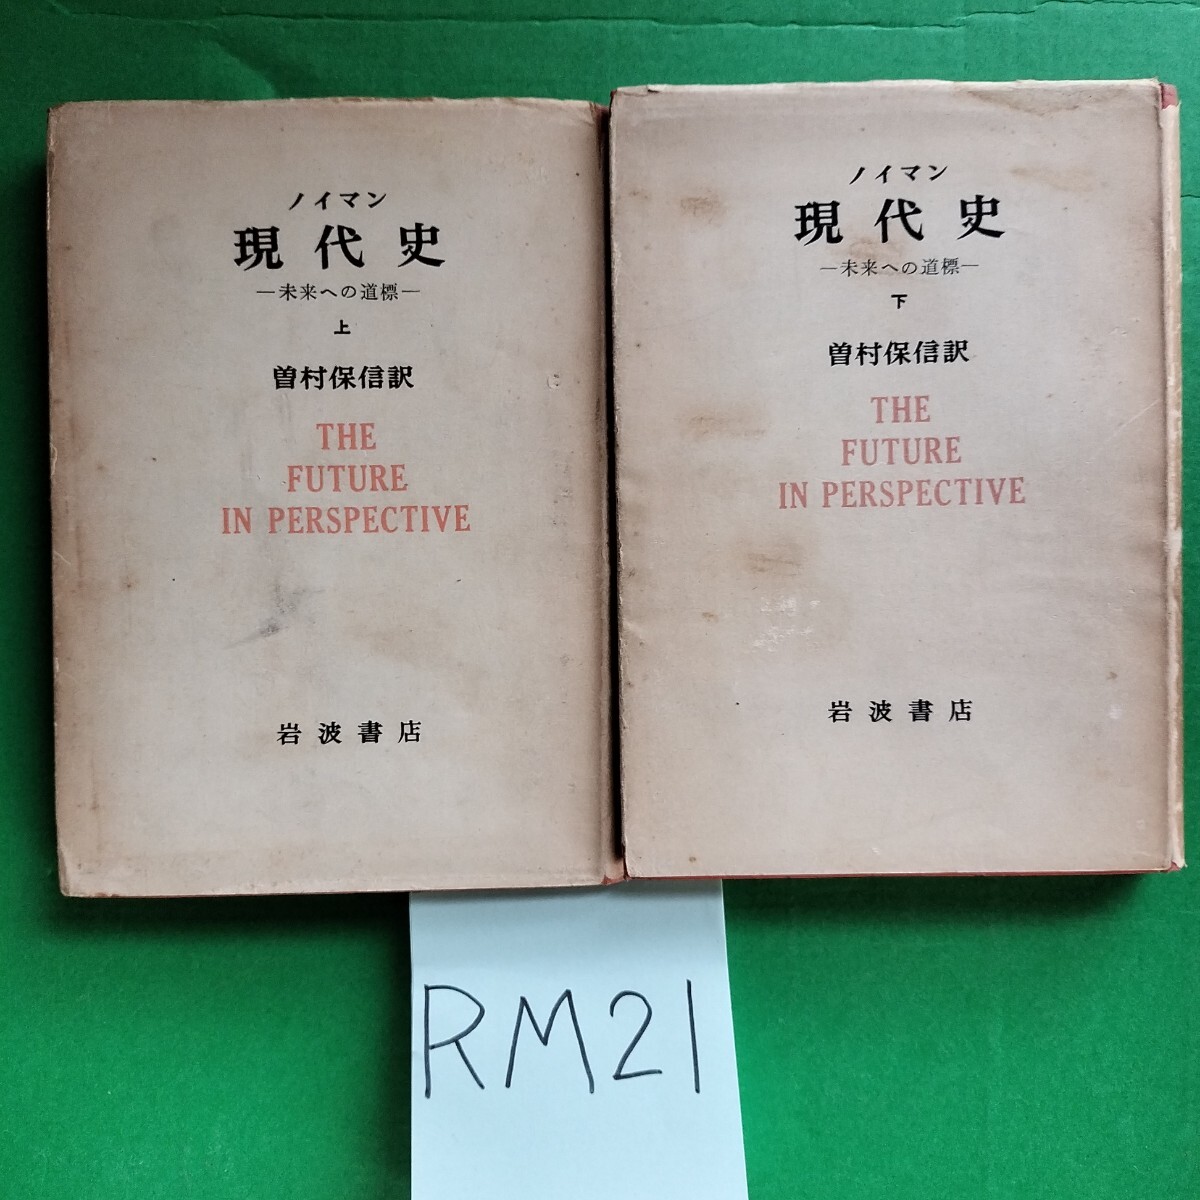 ノイマン
現代史
―未来への道標―
上
曽村保信訳
THE
FUTURE
IN PERSPECTIVE
岩波書店
ノイマン
現代史
―未来への道標―
下
曽村保信訳
THE
FUTURE
IN PERSPECTIVE
岩波書店
RM21